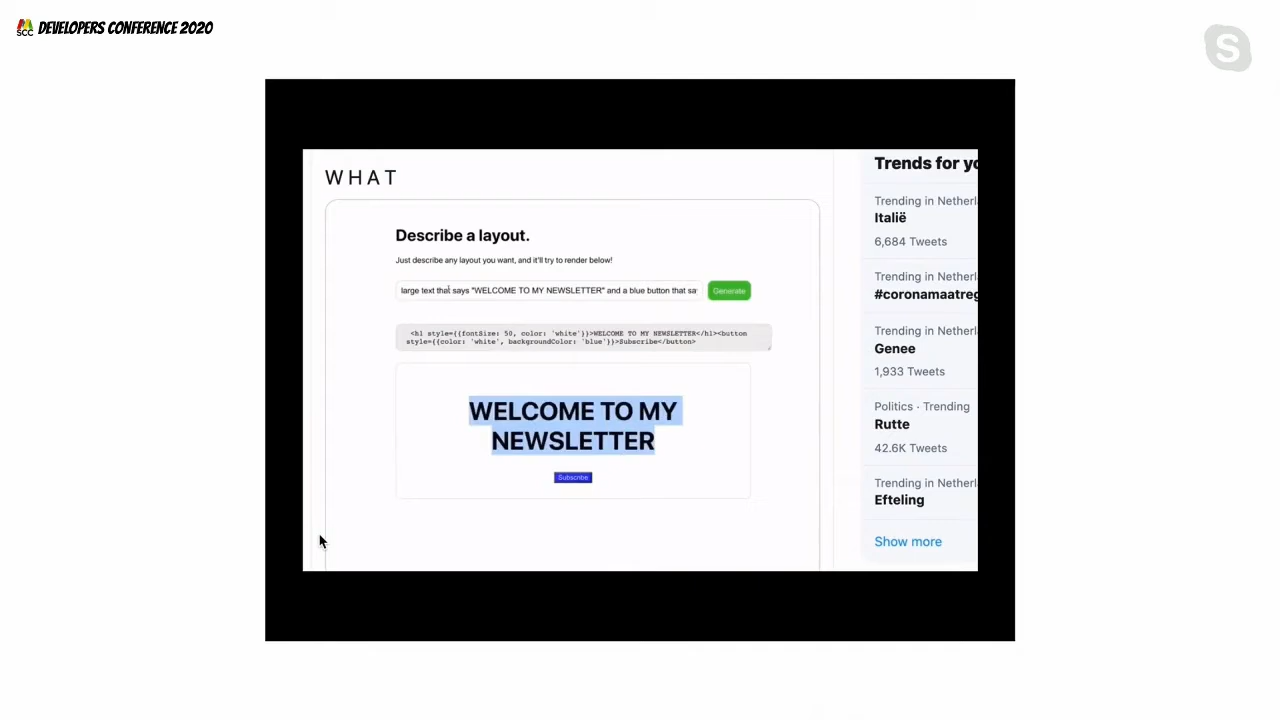 SCC DEVELOPERS CONFERENCE 2020
S
W H A T
Describe a layout.
Just describe any layout you want, and it'll try to render below!
large text that says "WELCOME TO MY NEWSLETTER" and a blue button that sa
Generate
<h1 style={{fontSize: 50, color: 'white'}}>WELCOME TO MY NEWSLETTER</h1><button
style={{color: 'white', backgroundColor: 'blue'}}>Subscribe</button>
WELCOME TO MY
NEWSLETTER
Subscribe
Trends for yo
Trending in Netherl
Italië
6,684 Tweets
Trending in Netherl
#coronamaatreg
Trending in Netherl
Genee
1,933 Tweets
Politics · Trending
Rutte
42.6K Tweets
Trending in Netherl
Efteling
Show more